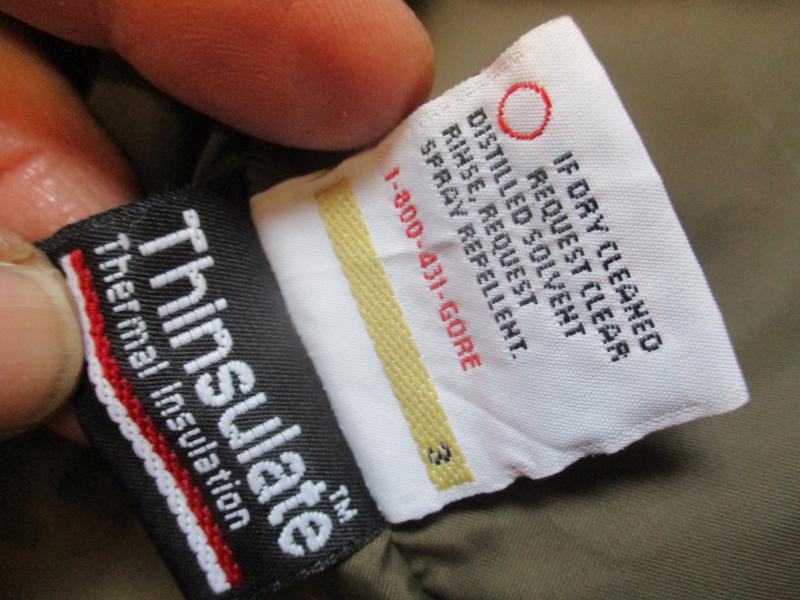 IF DRY CLEANED
REQUEST CLEAR
DISTILLED SOLVENT
RINSE, REQUEST
SPRAY REPELLENT.
1-800-431-GORE
3
Thinsulate™
Thermal Insulation